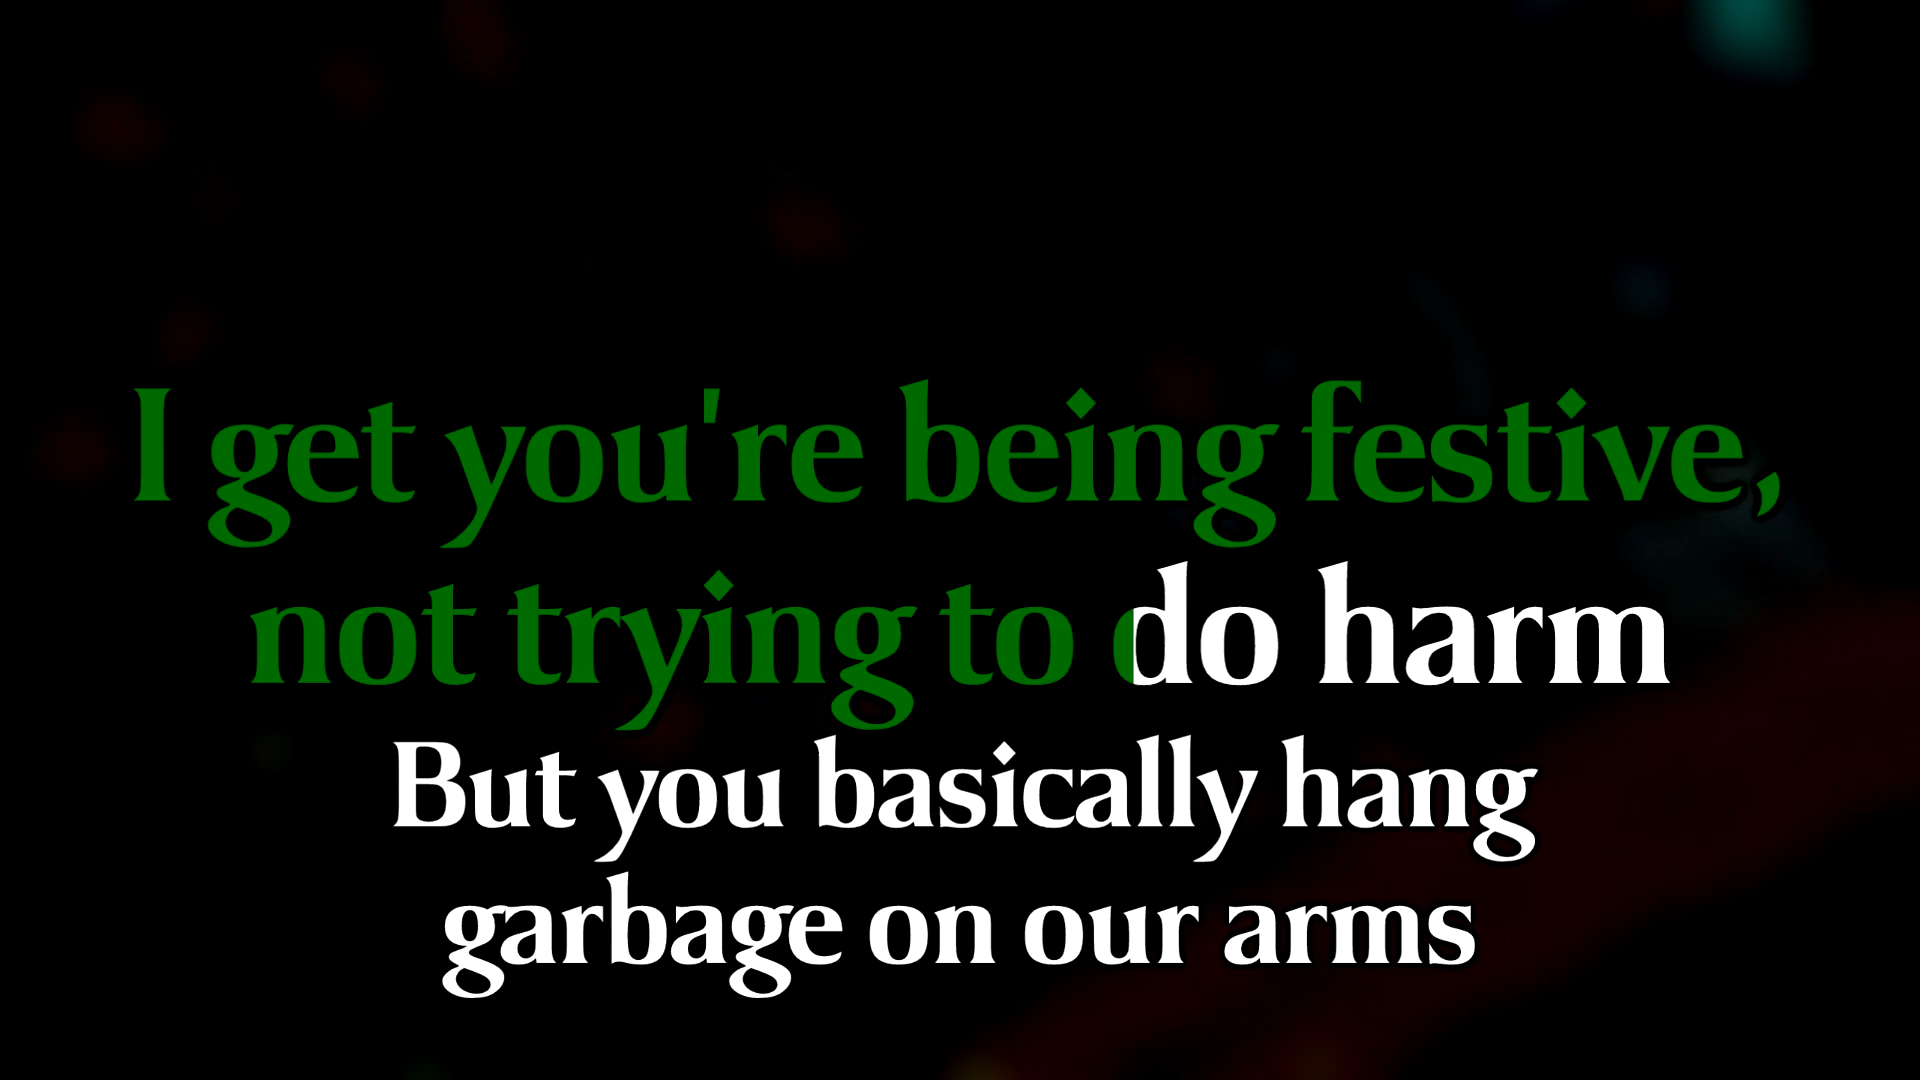 I get you're being festive,
not trying to do harm
But you basically hang
garbage on our arms